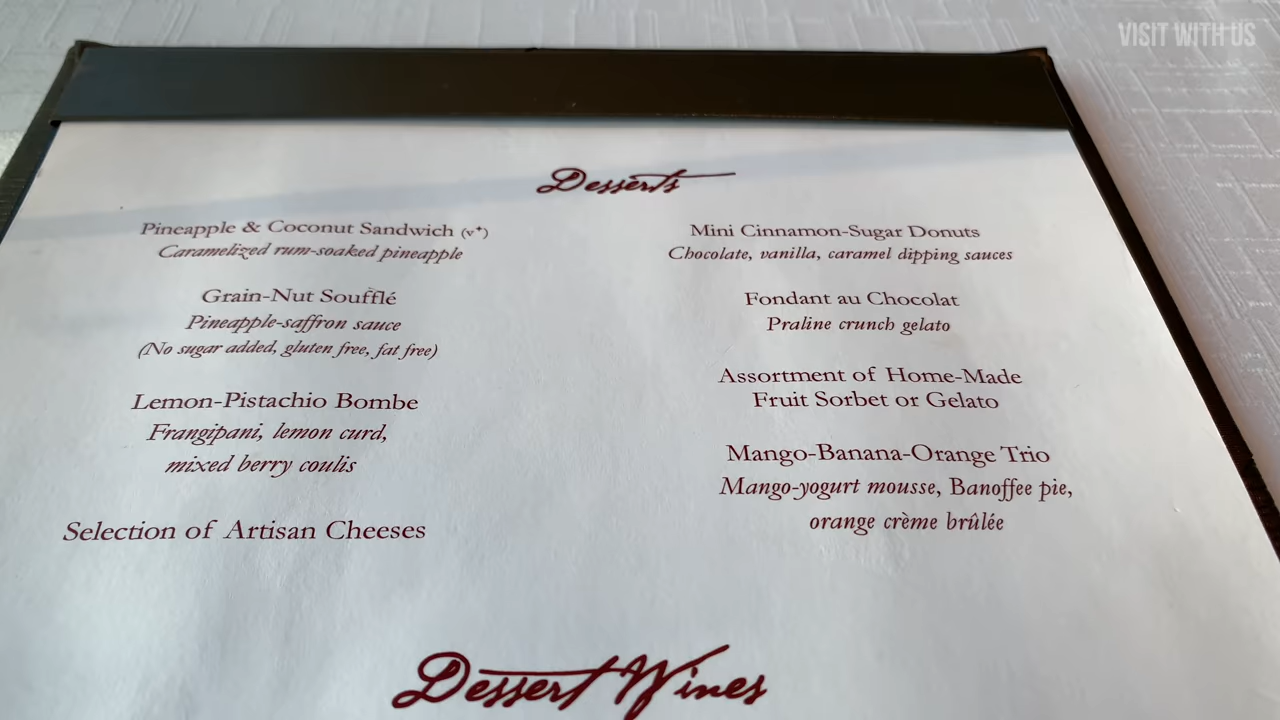 VISIT WITH US
Desserts
Pineapple & Coconut Sandwich (v+)
Caramelized rum-soaked pineapple
Grain-Nut Soufflé
Pineapple-saffron sauce
(No sugar added, gluten free, fat free)
Lemon-Pistachio Bombe
Frangipani, lemon curd,
mixed berry coulis
Selection of Artisan Cheeses
Mini Cinnamon-Sugar Donuts
Chocolate, vanilla, caramel dipping sauces
Fondant au Chocolat
Praline crunch gelato
Assortment of Home-Made
Fruit Sorbet or Gelato
Mango-Banana-Orange Trio
Mango-yogurt mousse, Banoffee pie,
orange crème brûlée
Dessert Wines